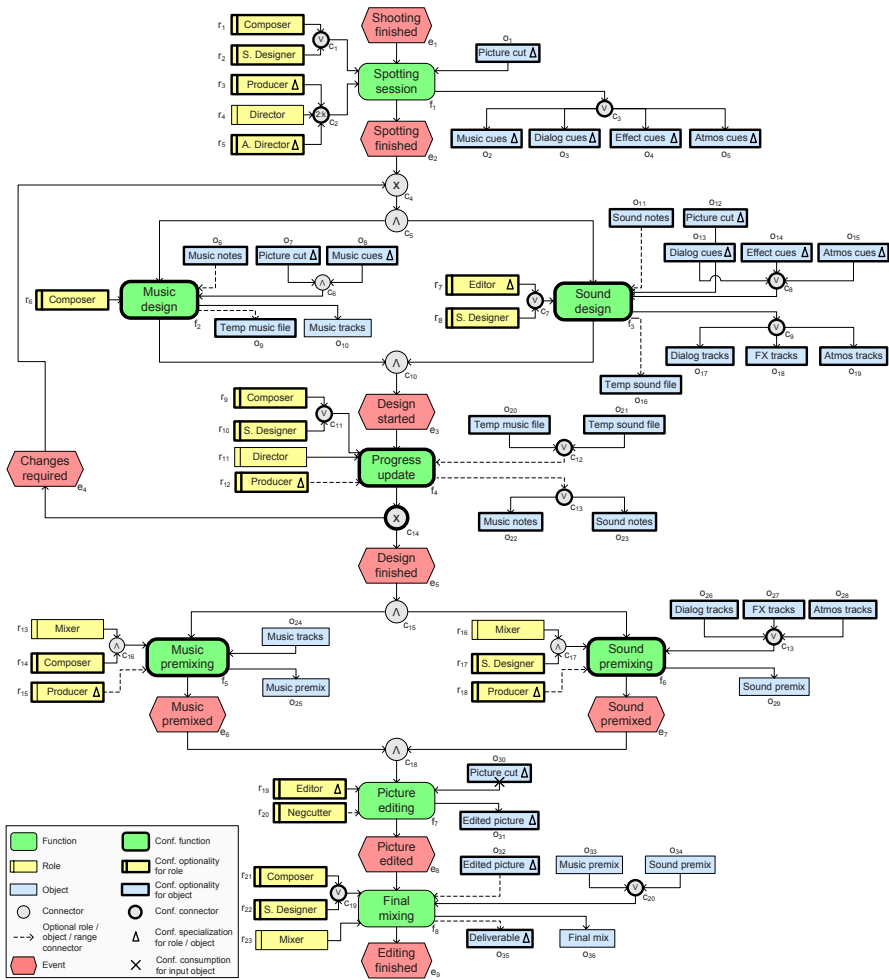 r1 Composer
Shooting finished
e1
o1
Picture cut Δ
V
c1
r2 S. Designer
Spotting session
f1
r3 Producer Δ
r4 Director
2:k
c2
r5 A. Director Δ
V
c3
Music cues Δ
o2
Dialog cues Δ
o3
Effect cues Δ
o4
Atmos cues Δ
o5
Spotting finished
e2
X
c4
Λ
c5
o6
Music notes
o7
Picture cut Δ
o8
Music cues Δ
Λ
c6
r6 Composer
Music design
f2
Temp music file
o9
Music tracks
o10
o11
Sound notes
o12
Picture cut Δ
o13
Dialog cues Δ
o14
Effect cues Δ
o15
Atmos cues Δ
V
c8
r7 Editor Δ
r8 S. Designer
V
c7
Sound design
f3
V
c9
Dialog tracks
o17
FX tracks
o18
Atmos tracks
o19
Temp sound file
o16
Λ
c10
Design started
e3
r9 Composer
r10 S. Designer
V
c11
r11 Director
r12 Producer Δ
Progress update
f4
o20
Temp music file
o21
Temp sound file
V
c12
V
c13
Music notes
o22
Sound notes
o23
Changes required
e4
X
c14
Design finished
e5
Λ
c15
r13 Mixer
r14 Composer
Λ
c16
r15 Producer Δ
Music premixing
f5
o24
Music tracks
Music premix
o25
Music premixed
e6
r16 Mixer
r17 S. Designer
Λ
c17
r18 Producer Δ
Sound premixing
f6
o26
Dialog tracks
o27
FX tracks
o28
Atmos tracks
V
c13
Sound premix
o29
Sound premixed
e7
Λ
c18
r19 Editor Δ
r20 Negcutter
Picture editing
f7
o30
Picture cut Δ
Edited picture Δ
o31
Picture edited
e8
r21 Composer
r22 S. Designer
V
c19
r23 Mixer
Final mixing
f8
o32
Edited picture Δ
o33
Music premix
o34
Sound premix
V
c20
Deliverable Δ
o35
Final mix
o36
Editing finished
e9
Function
Conf. function
Role
Conf. optionality for role
Object
Conf. optionality for object
Connector
Conf. connector
Optional role / object / range connector
Δ
Conf. specialization for role / object
Event
Conf. consumption for input object